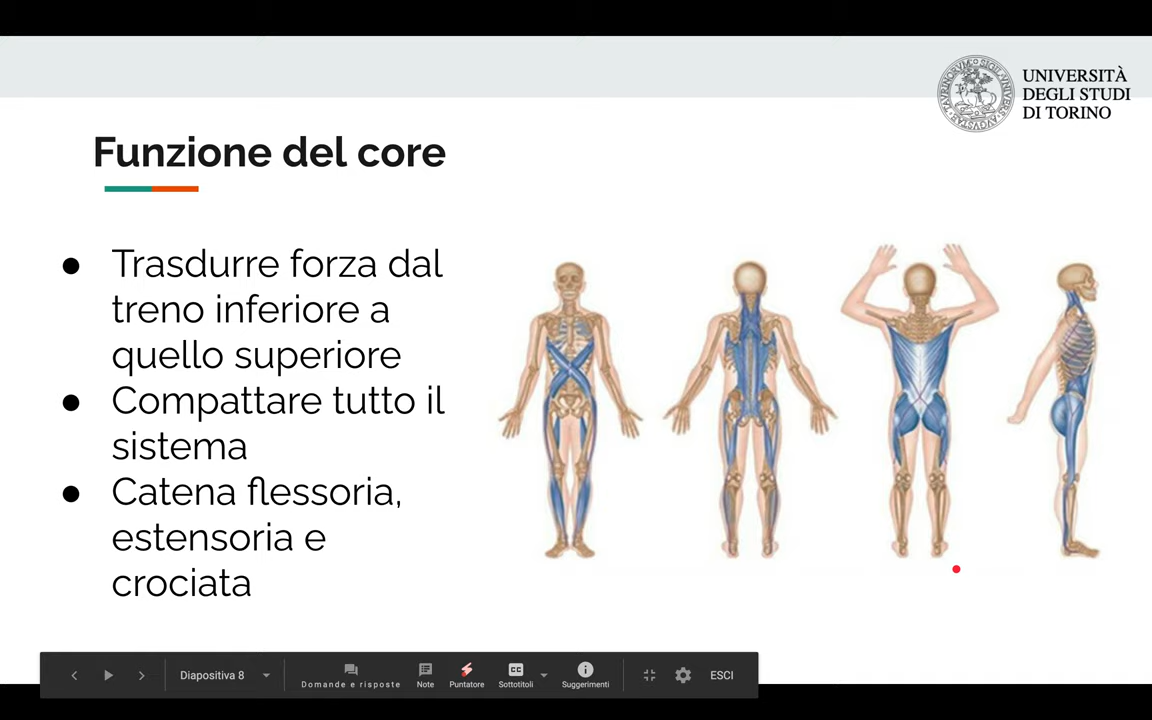 UNIVERSITÀ
DEGLI STUDI
DI TORINO
Funzione del core
● Trasdurre forza dal
treno inferiore a
quello superiore
● Compattare tutto il
sistema
● Catena flessoria,
estensoria e
crociata
Diapositiva 8
Domande e risposte
Note
Puntatore
CC
Sottotitoli
Suggerimenti
ESCI